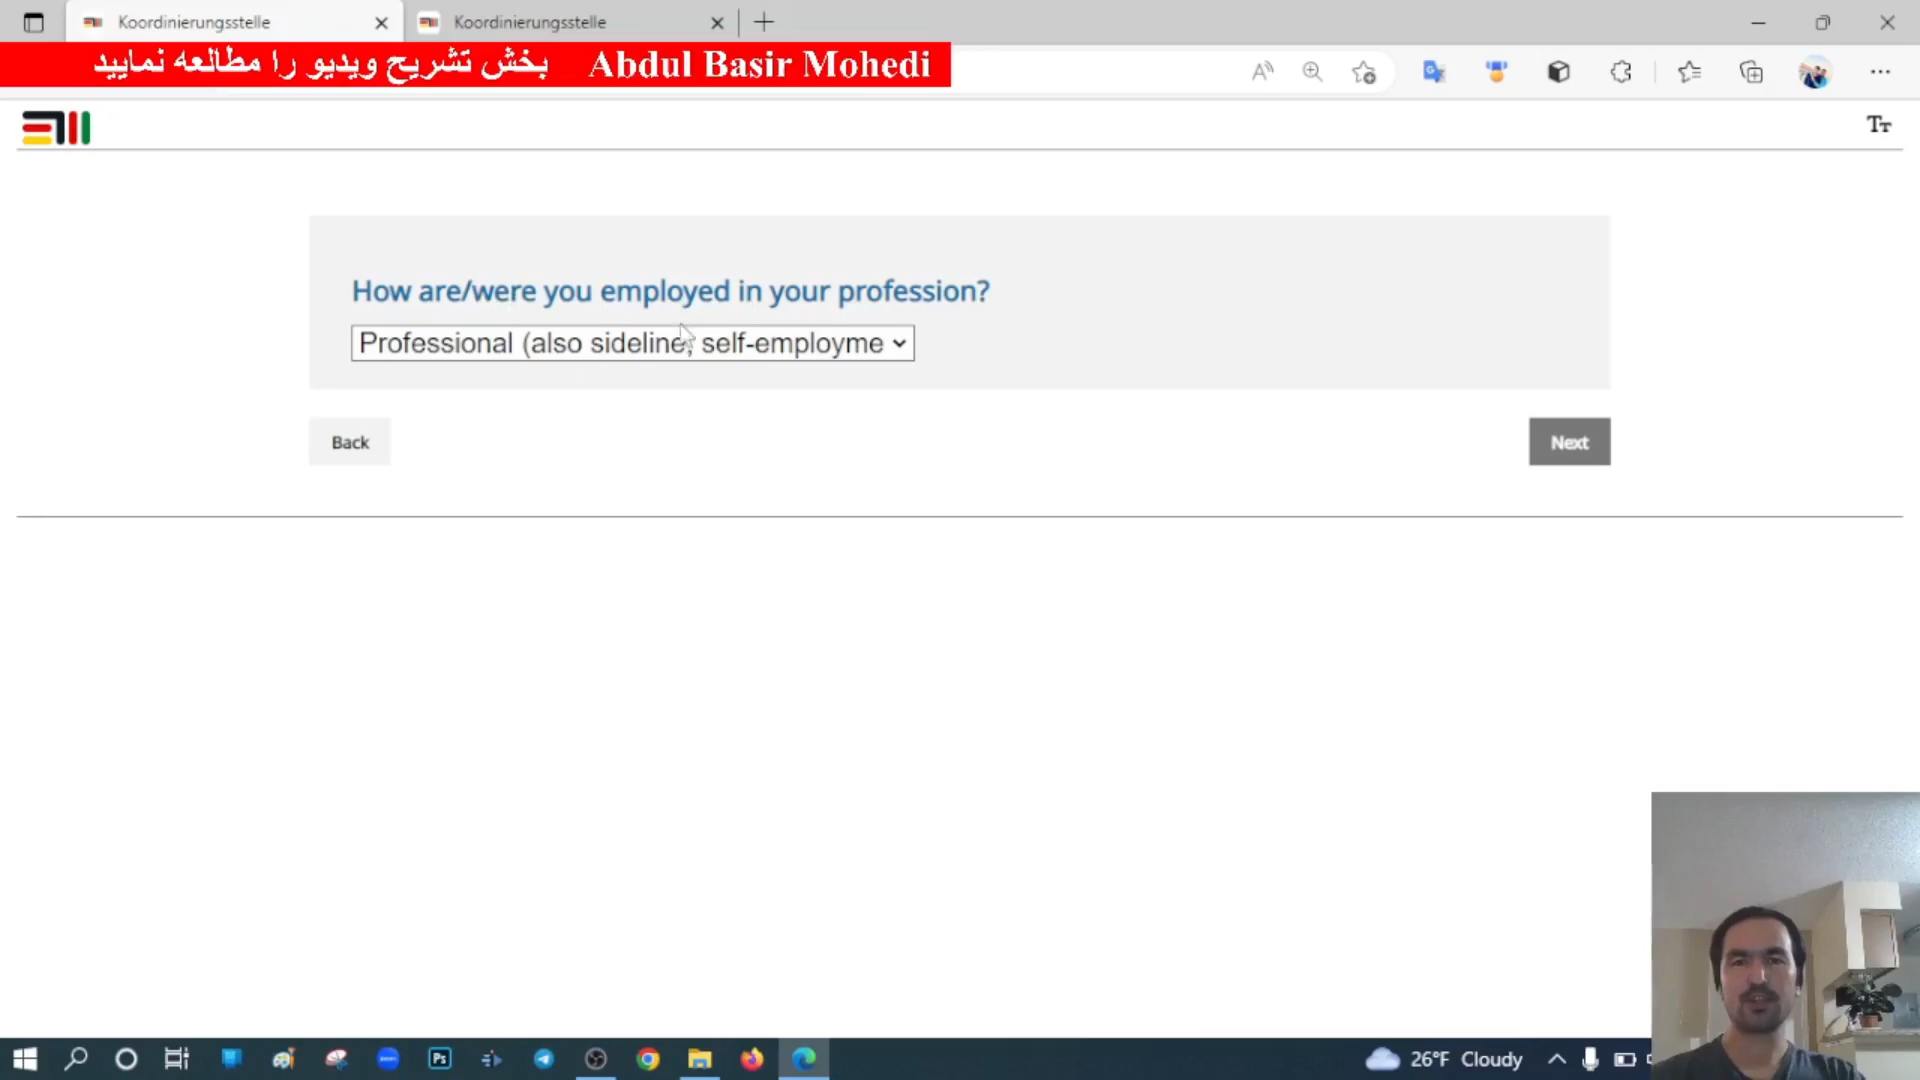 Koordinierungsstelle
Koordinierungsstelle
بخش تشریح ویدیو را مطالعه نمایید Abdul Basir Mohedi
How are/were you employed in your profession?
Professional (also sideline, self-employme
Back
Next
26°F Cloudy